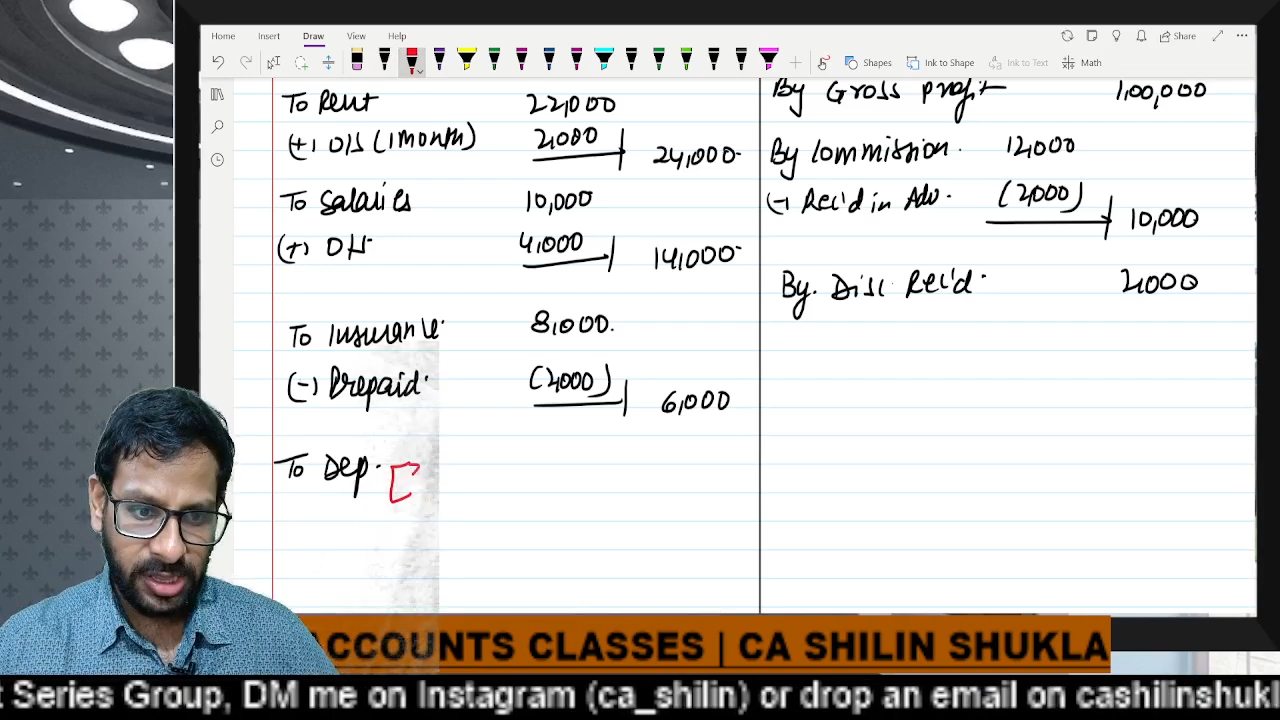 Home Insert Draw View Help
Share
Shapes Ink to Shape Ink to Text Math
To Rent 22,000
(+) O/S (1 month) 2,000 24,000
To Salaries 10,000
(+) O/S 4,000 14,000
To Insurance 8,000
(-) Prepaid (2,000) 6,000
To Dep. [
By Gross profit 1,00,000
By Commission 12,000
(-) Rec'd in Adv. (2,000) 10,000
By Disc Rec'd 2,000
ACCOUNTS CLASSES | CA SHILIN SHUKLA
t Series Group, DM me on Instagram (ca_shilin) or drop an email on cashilinshukl